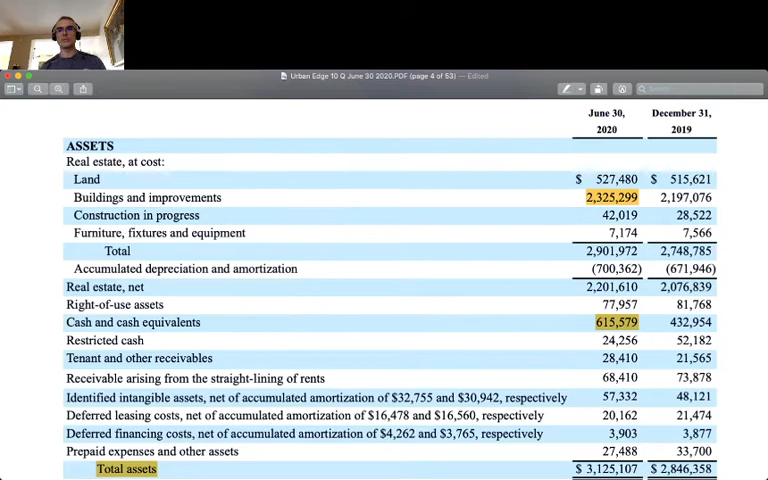 Urban Edge 10 Q June 30 2020.PDF (page 4 of 53) — Edited
Search
June 30, December 31,
2020 2019
ASSETS
Real estate, at cost:
Land $ 527,480 $ 515,621
Buildings and improvements 2,325,299 2,197,076
Construction in progress 42,019 28,522
Furniture, fixtures and equipment 7,174 7,566
Total 2,901,972 2,748,785
Accumulated depreciation and amortization (700,362) (671,946)
Real estate, net 2,201,610 2,076,839
Right-of-use assets 77,957 81,768
Cash and cash equivalents 615,579 432,954
Restricted cash 24,256 52,182
Tenant and other receivables 28,410 21,565
Receivable arising from the straight-lining of rents 68,410 73,878
Identified intangible assets, net of accumulated amortization of $32,755 and $30,942, respectively 57,332 48,121
Deferred leasing costs, net of accumulated amortization of $16,478 and $16,560, respectively 20,162 21,474
Deferred financing costs, net of accumulated amortization of $4,262 and $3,765, respectively 3,903 3,877
Prepaid expenses and other assets 27,488 33,700
Total assets $ 3,125,107 $ 2,846,358